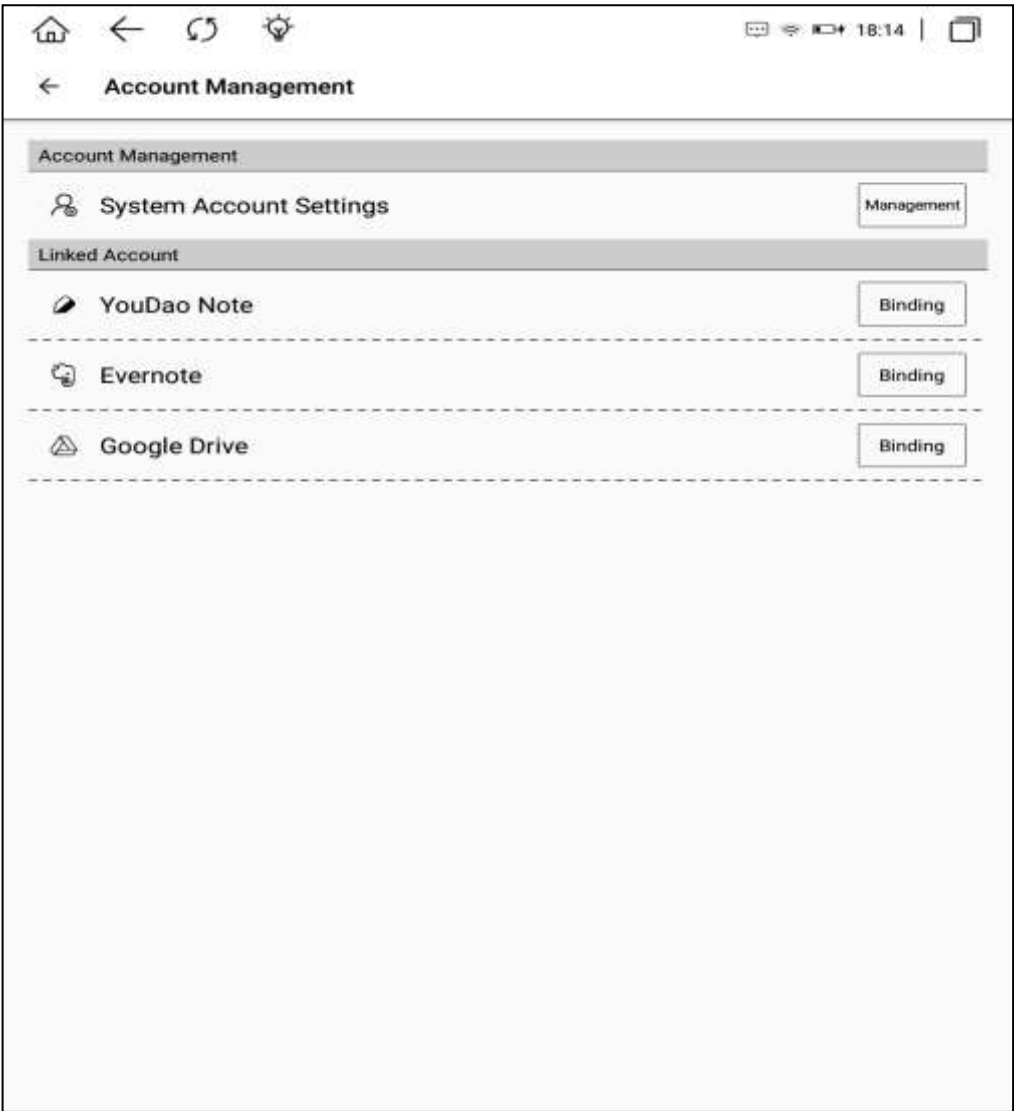 18:14
Account Management
Account Management
System Account Settings Management
Linked Account
YouDao Note Binding
Evernote Binding
Google Drive Binding